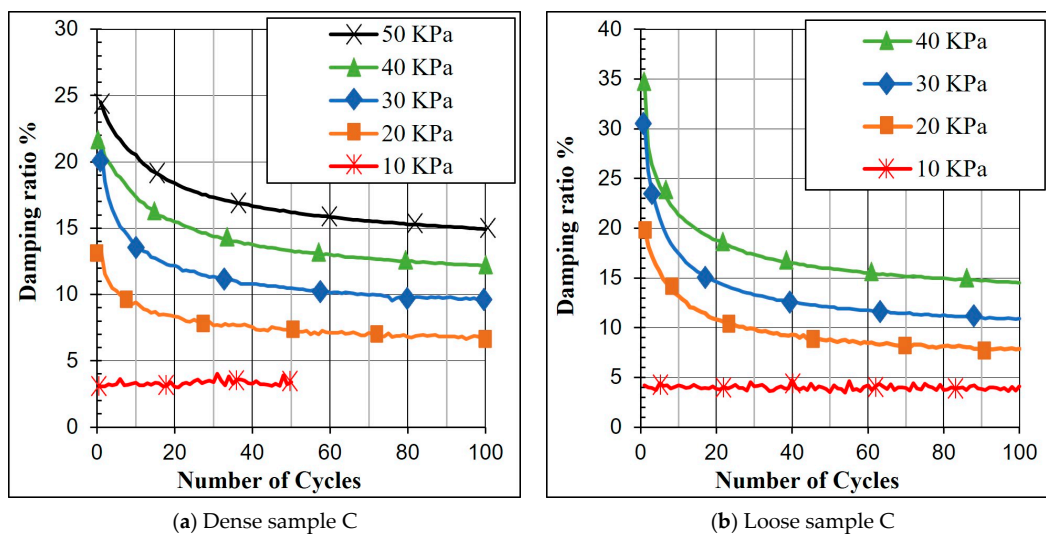 30
25
20
15
10
5
0
0 20 40 60 80 100
Damping ratio %
Number of Cycles
50 KPa
40 KPa
30 KPa
20 KPa
10 KPa
(a) Dense sample C
40
35
30
25
20
15
10
5
0
0 20 40 60 80 100
Damping ratio %
Number of Cycles
40 KPa
30 KPa
20 KPa
10 KPa
(b) Loose sample C